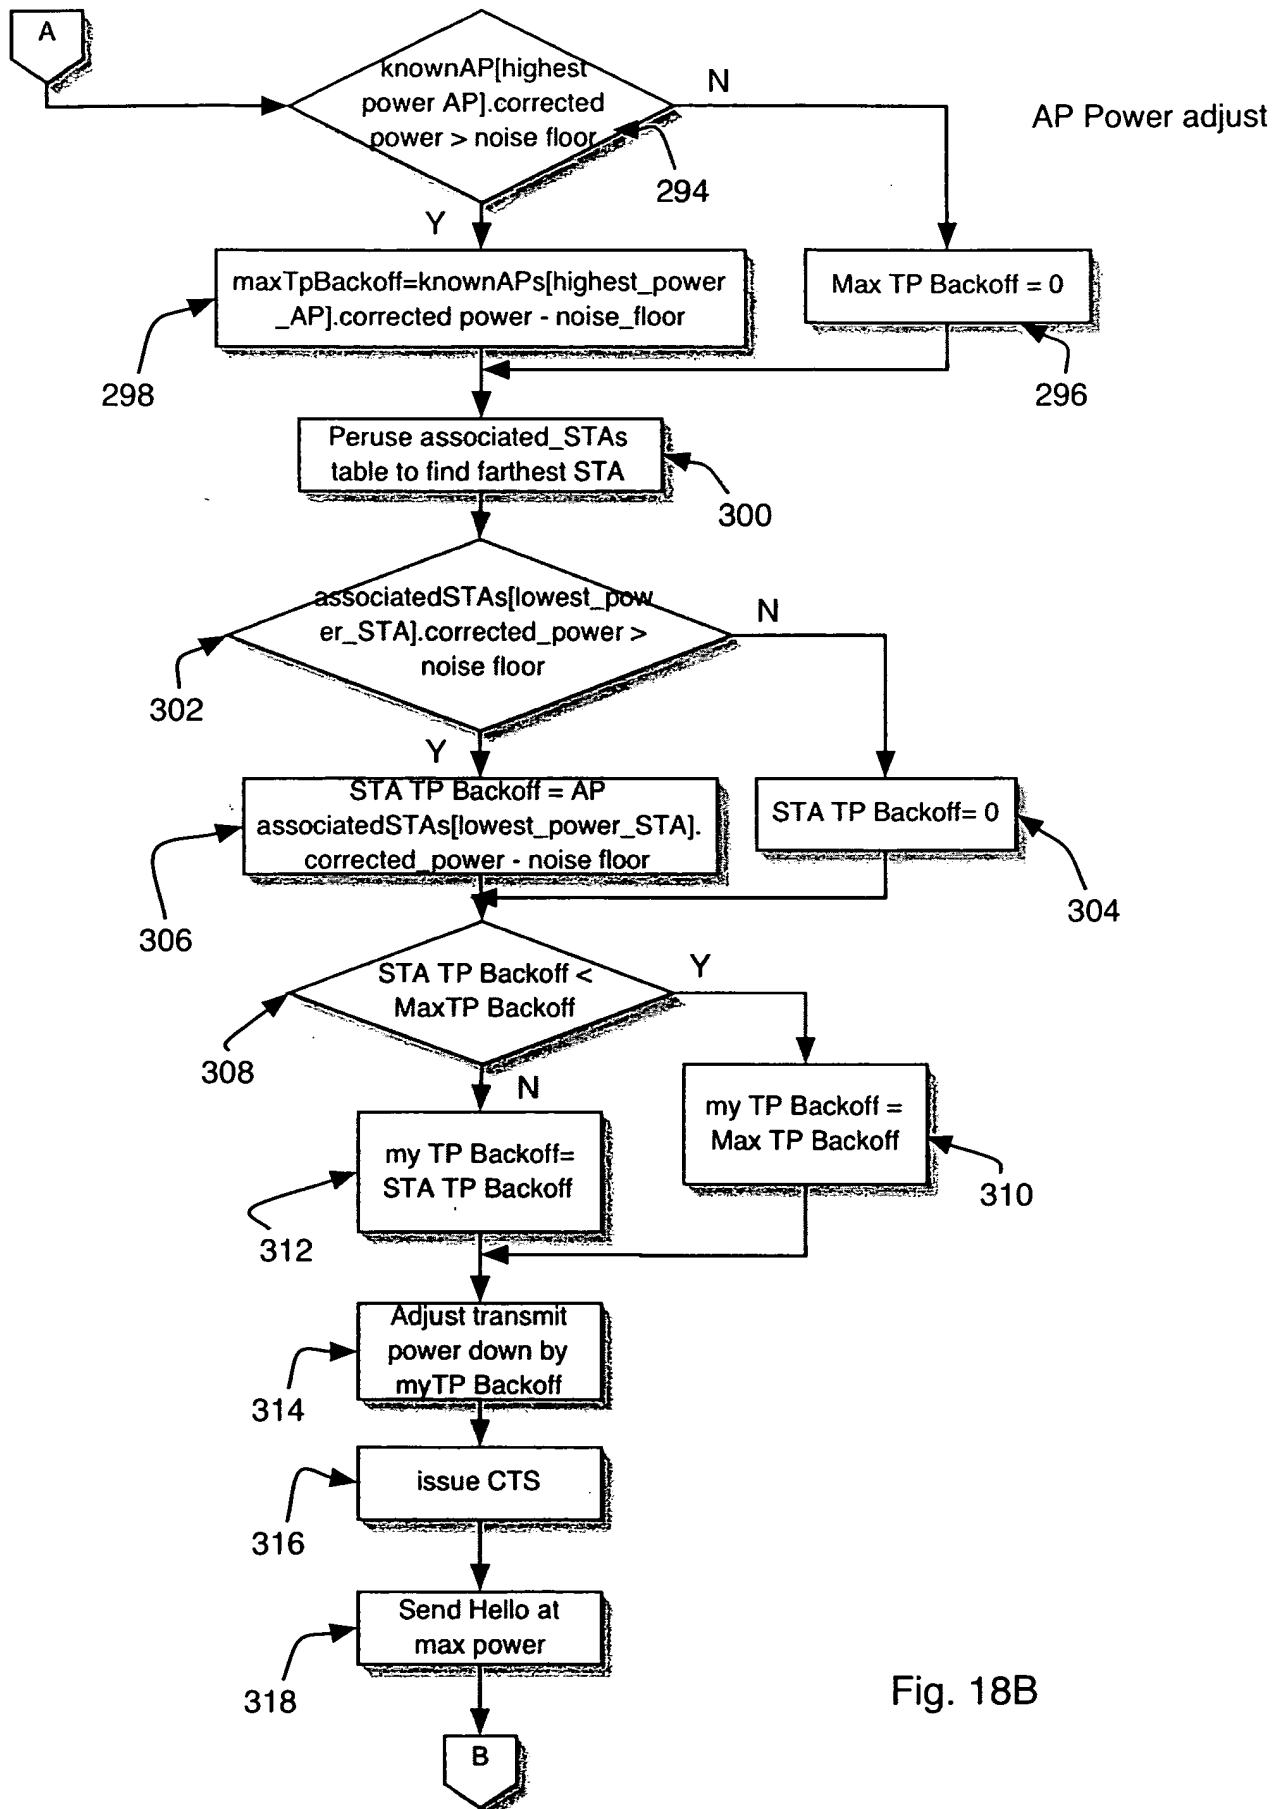 A
knownAP[highest
power AP].corrected
power > noise floor
N
AP Power adjust
294
Y
maxTpBackoff=knownAPs[highest_power
_AP].corrected power - noise_floor
Max TP Backoff = 0
298
296
Peruse associated_STAs
table to find farthest STA
300
associatedSTAs[lowest_pow
er_STA].corrected_power >
noise floor
N
302
Y
STA TP Backoff = AP
associatedSTAs[lowest_power_STA].
corrected_power - noise floor
STA TP Backoff= 0
306
304
STA TP Backoff <
MaxTP Backoff
Y
308
N
my TP Backoff =
Max TP Backoff
my TP Backoff=
STA TP Backoff
310
312
Adjust transmit
power down by
myTP Backoff
314
issue CTS
316
Send Hello at
max power
318
Fig. 18B
B